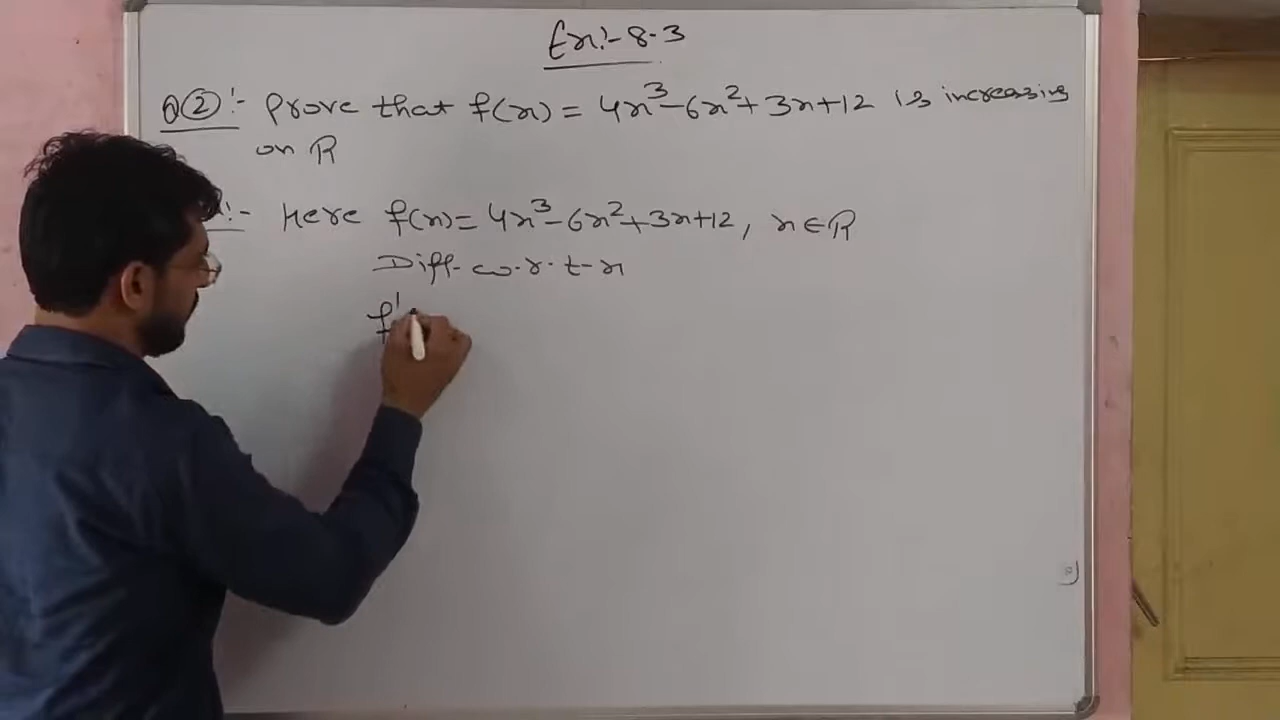 Ex:- 8.3
Q②:- Prove that f(x) = 4x³-6x²+3x+12 is increasing
on R
:- Here f(x)= 4x³-6x²+3x+12, x∈R
Diff. w.r.t-x
f'